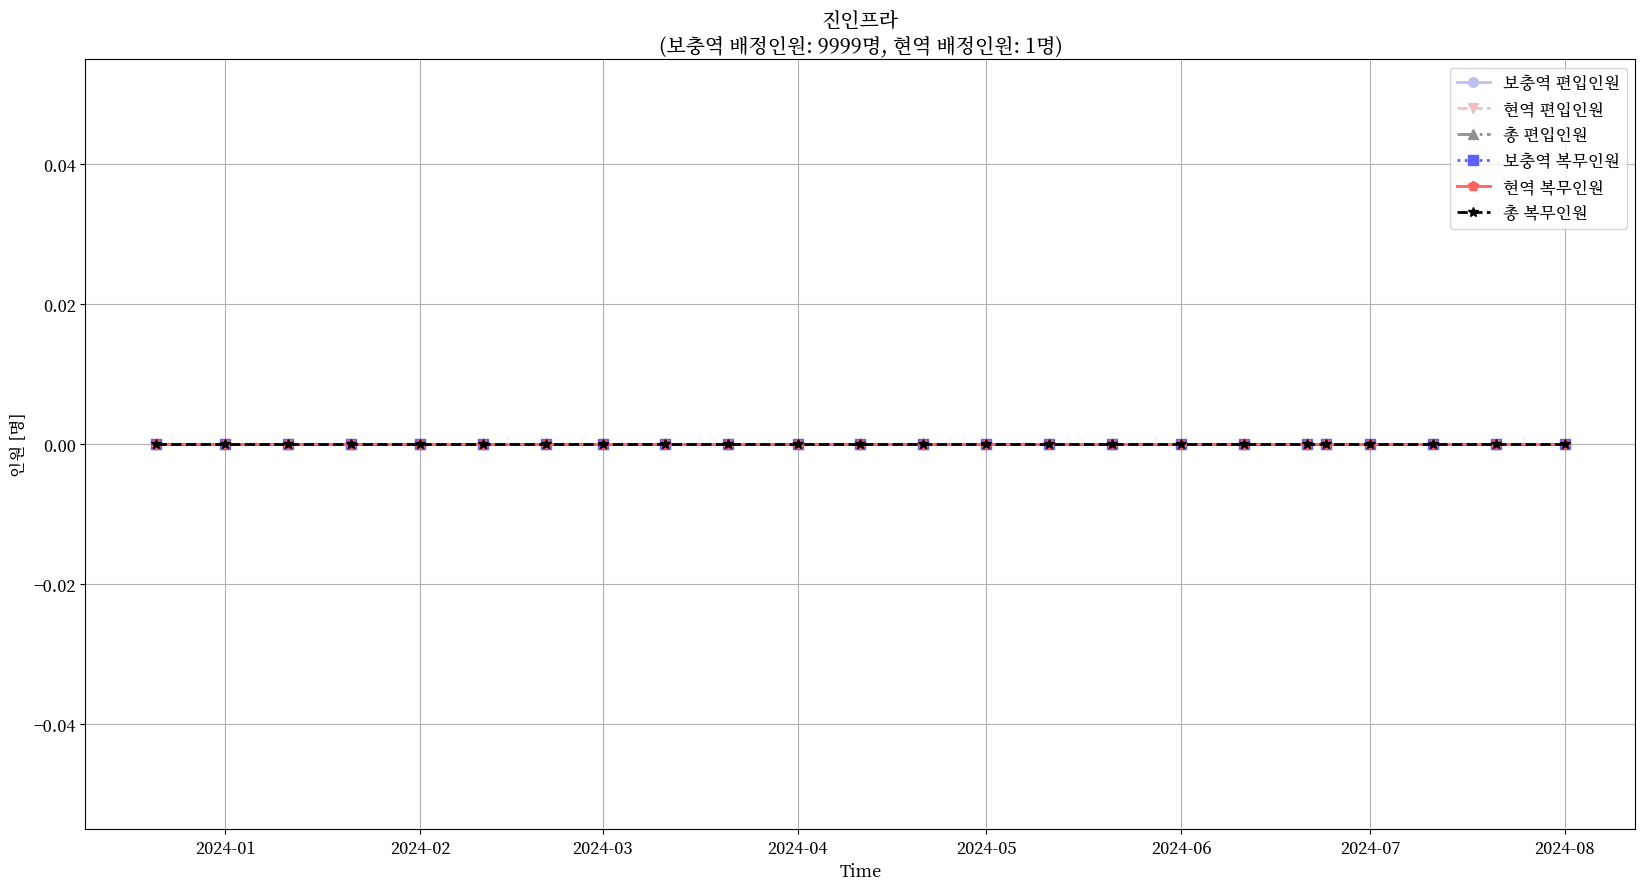 진인프라
(보충역 배정인원: 9999명, 현역 배정인원: 1명)
보충역 편입인원
현역 편입인원
총 편입인원
보충역 복무인원
현역 복무인원
총 복무인원
인원 [명]
0.04
0.02
0.00
−0.02
−0.04
2024-01
2024-02
2024-03
2024-04
2024-05
2024-06
2024-07
2024-08
Time